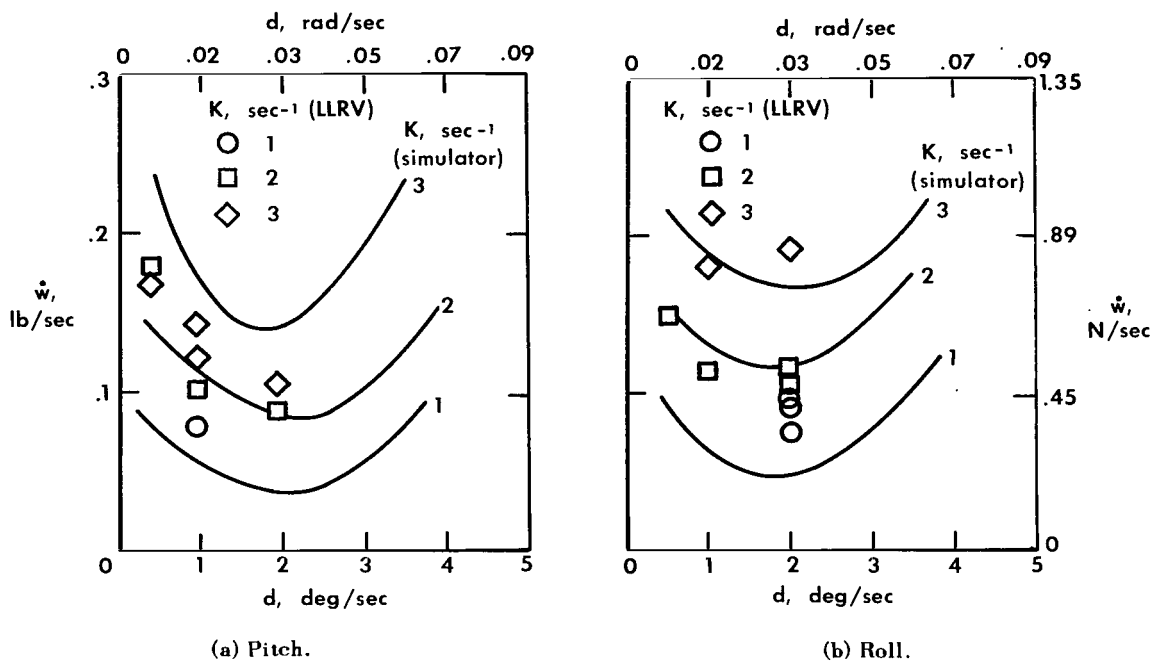 d, rad/sec
0 .02 .03 .05 .07 .09
.3
.2
.1
0
ẇ,
lb/sec
K, sec-1 (LLRV)
1
2
3
K, sec-1
(simulator)
3
2
1
0 1 2 3 4 5
d, deg/sec
(a) Pitch.
d, rad/sec
0 .02 .03 .05 .07 .09
K, sec-1 (LLRV)
1
2
3
K, sec-1
(simulator)
3
2
1
1.35
.89
.45
0
ẇ,
N/sec
0 1 2 3 4 5
d, deg/sec
(b) Roll.